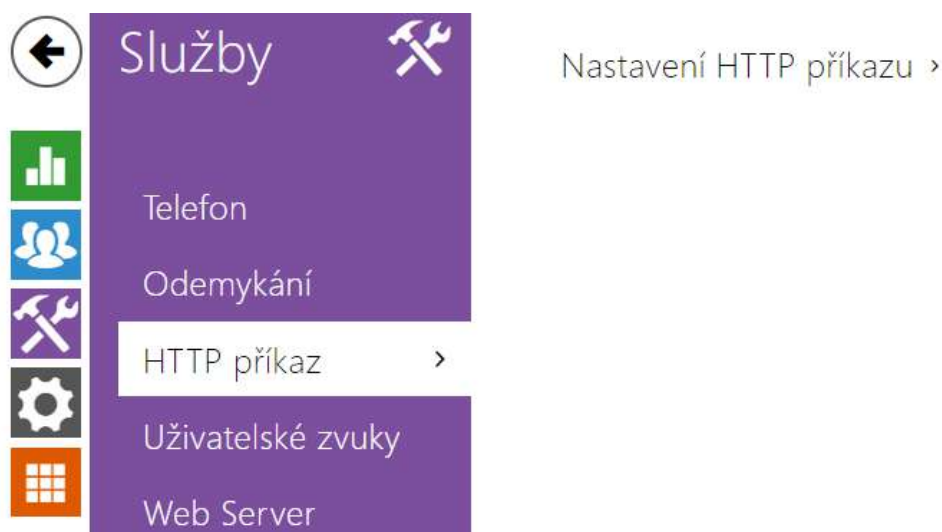 Služby
Telefon
Odemykání
HTTP příkaz
Uživatelské zvuky
Web Server
Nastavení HTTP příkazu